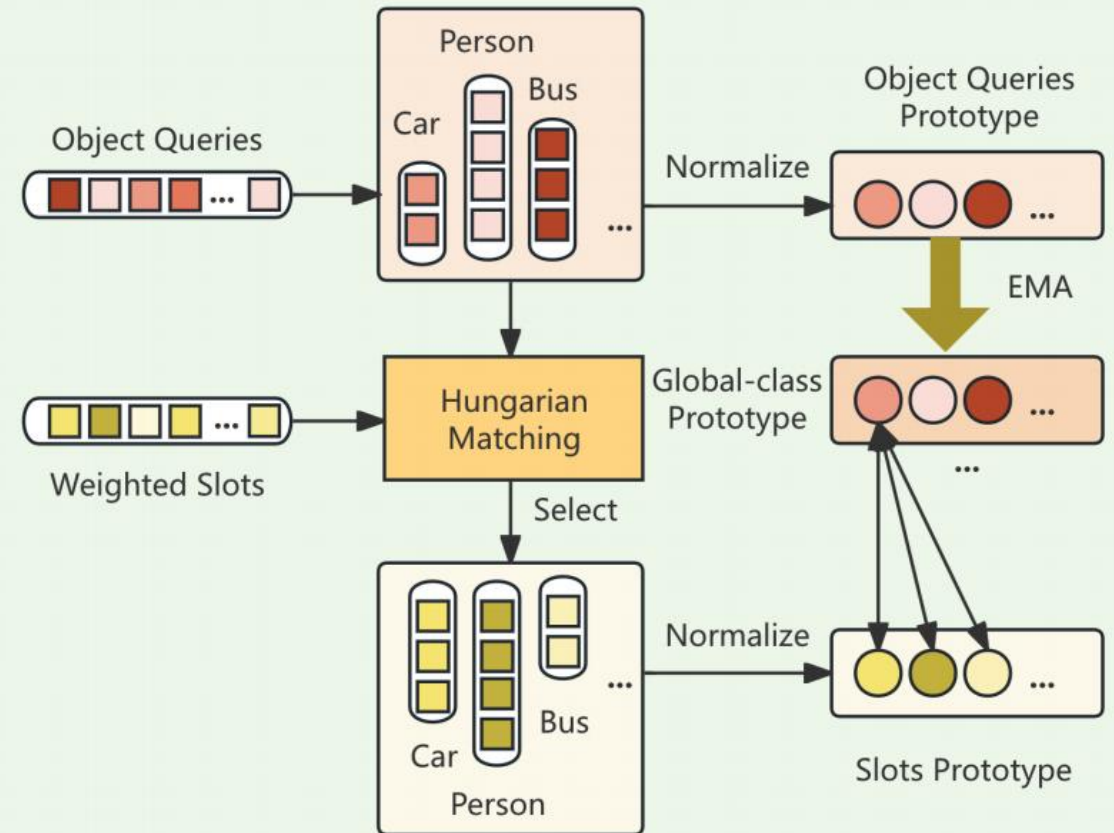 Person
Bus
Car
...
Object Queries
...
Normalize
Object Queries
Prototype
...
EMA
Hungarian
Matching
Global-class
Prototype
...
...
...
Weighted Slots
Select
Car
Person
Bus
...
Normalize
...
Slots Prototype